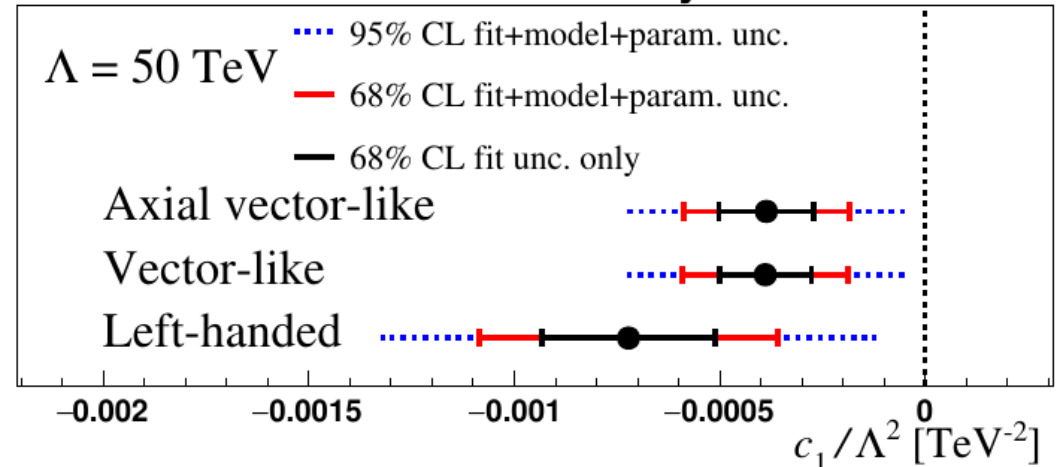 95% CL fit+model+param. unc.
Λ = 50 TeV
68% CL fit+model+param. unc.
68% CL fit unc. only
Axial vector-like
Vector-like
Left-handed
−0.002 −0.0015 −0.001 −0.0005 0
c₁/Λ² [TeV⁻²]